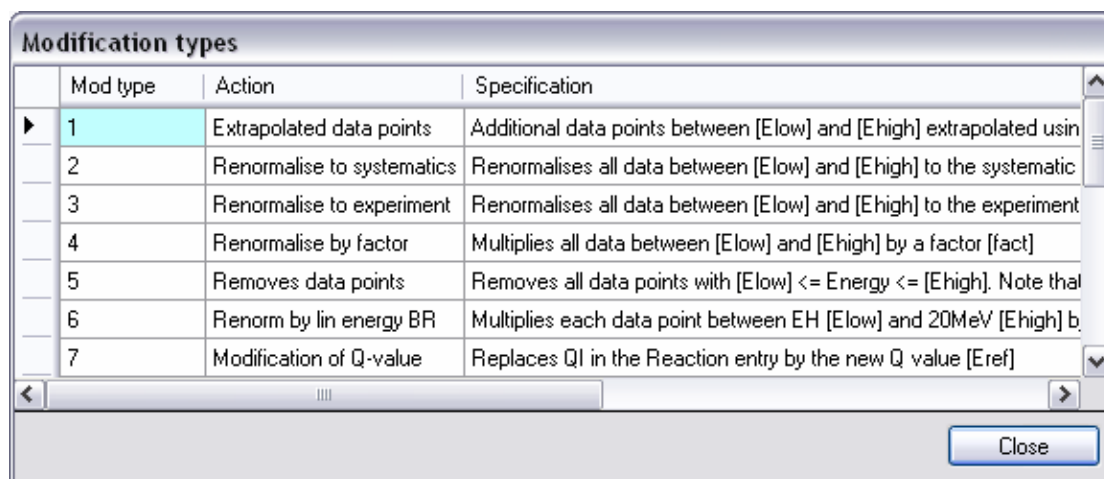 Modification types
Mod type Action Specification
1 Extrapolated data points Additional data points between [Elow] and [Ehigh] extrapolated usin
2 Renormalise to systematics Renormalises all data between [Elow] and [Ehigh] to the systematic
3 Renormalise to experiment Renormalises all data between [Elow] and [Ehigh] to the experiment
4 Renormalise by factor Multiplies all data between [Elow] and [Ehigh] by a factor [fact]
5 Removes data points Removes all data points with [Elow] <= Energy <= [Ehigh]. Note that
6 Renorm by lin energy BR Multiplies each data point between EH [Elow] and 20MeV [Ehigh] b
7 Modification of Q-value Replaces QI in the Reaction entry by the new Q value [Eref]
Close